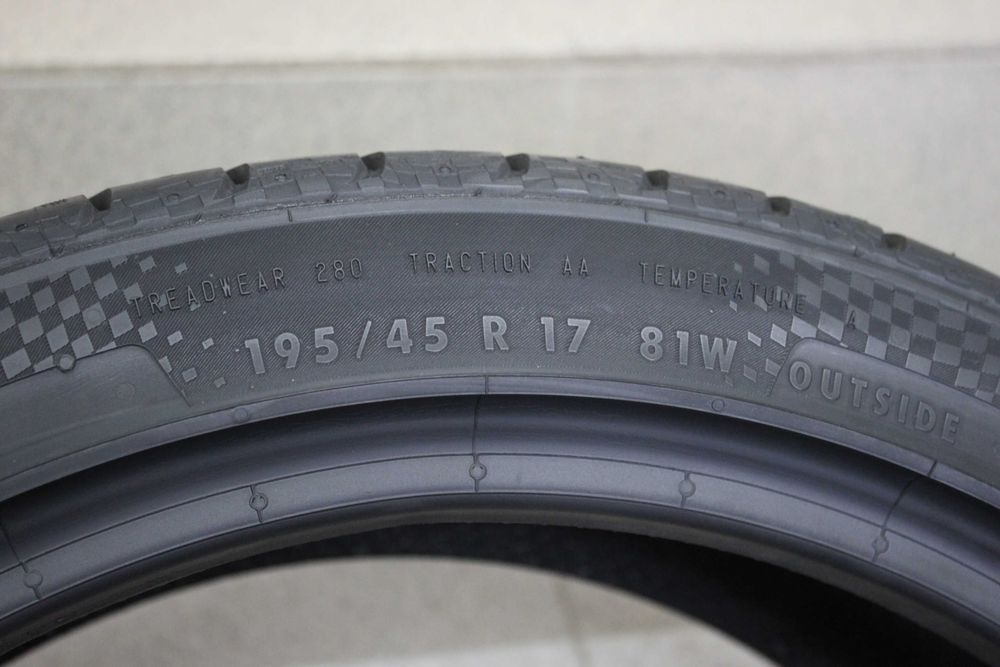 TREADWEAR 280 TRACTION AA TEMPERATURE A
195/45 R 17 81W
OUTSIDE